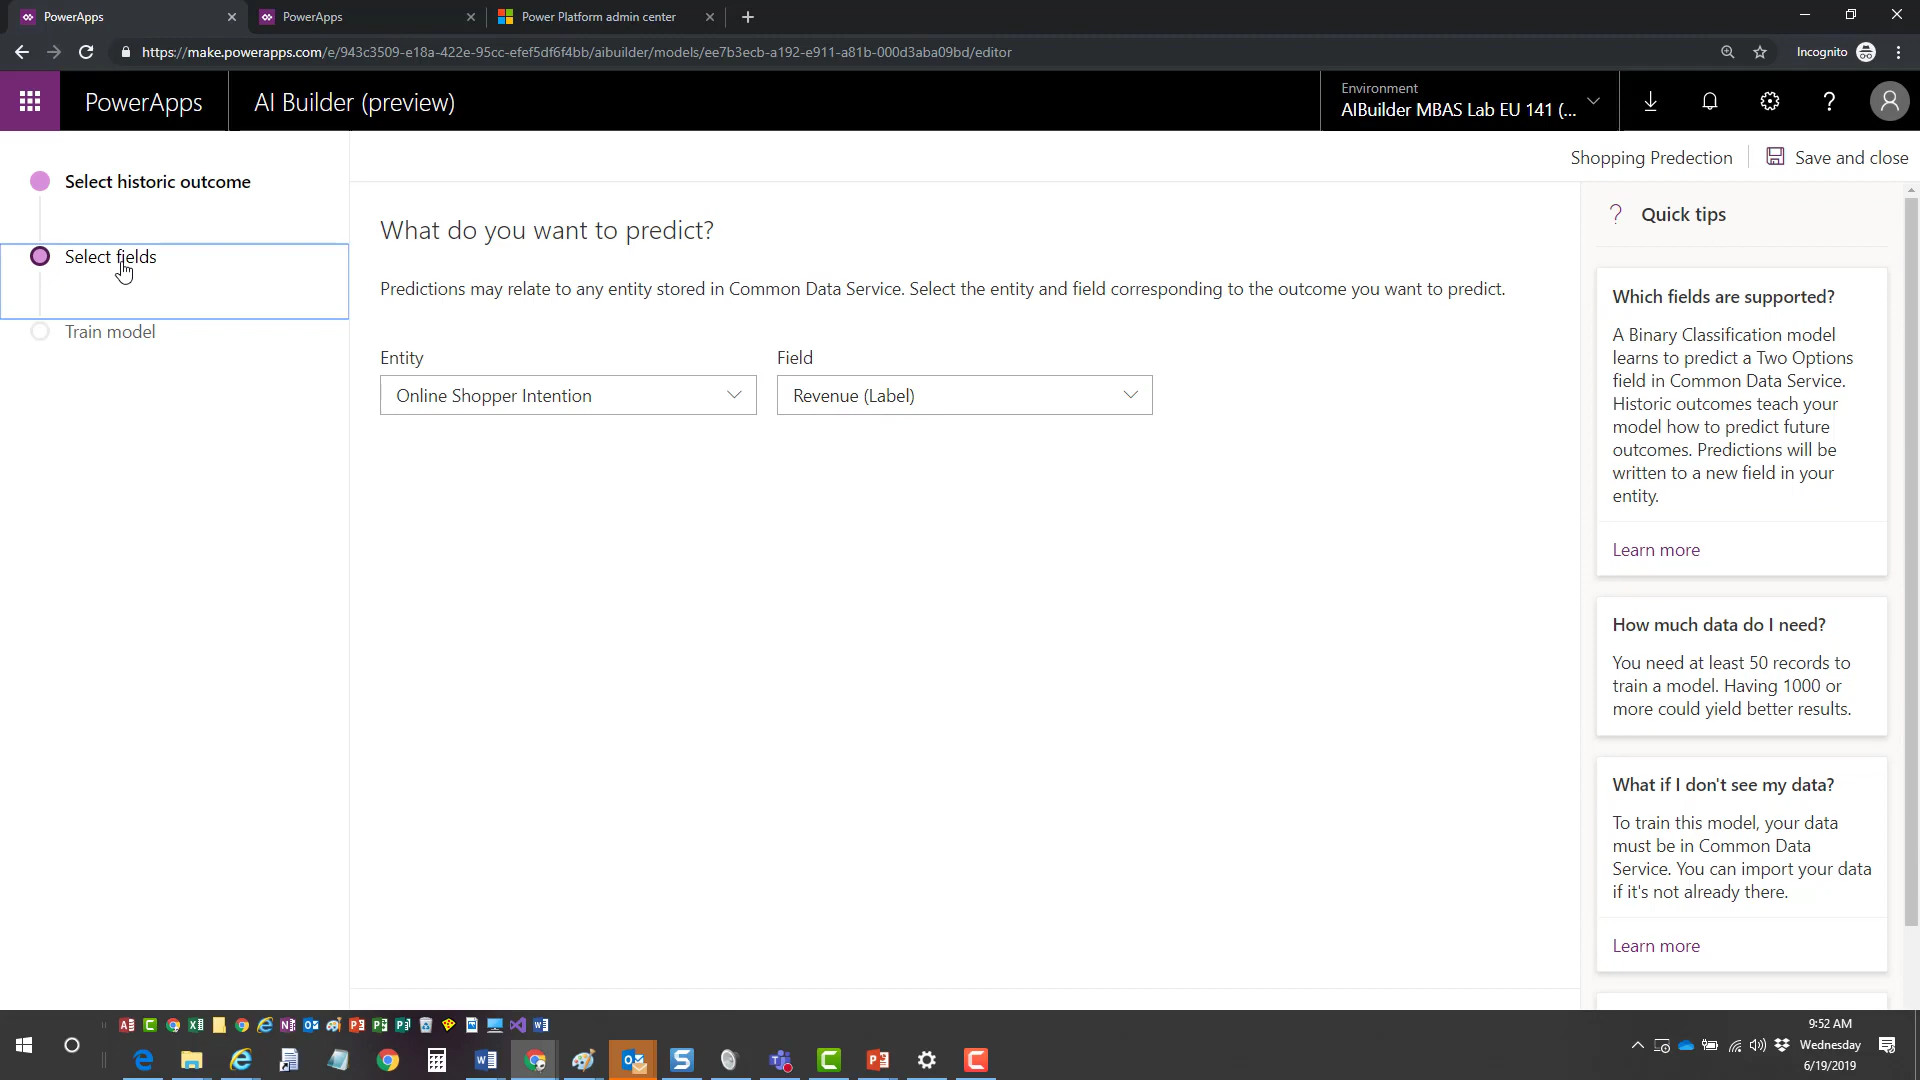 PowerApps
PowerApps
Power Platform admin center
https://make.powerapps.com/e/943c3509-e18a-422e-95cc-efef5df6f4bb/aibuilder/models/ee7b3ecb-a192-e911-a81b-000d3aba09bd/editor
Incognito
PowerApps
AI Builder (preview)
Environment
AIBuilder MBAS Lab EU 141 (...
Shopping Predection
Save and close
Select historic outcome
Select fields
Train model
What do you want to predict?
Predictions may relate to any entity stored in Common Data Service. Select the entity and field corresponding to the outcome you want to predict.
Entity
Field
Online Shopper Intention
Revenue (Label)
Quick tips
Which fields are supported?
A Binary Classification model
learns to predict a Two Options
field in Common Data Service.
Historic outcomes teach your
model how to predict future
outcomes. Predictions will be
written to a new field in your
entity.
Learn more
How much data do I need?
You need at least 50 records to
train a model. Having 1000 or
more could yield better results.
What if I don't see my data?
To train this model, your data
must be in Common Data
Service. You can import your data
if it's not already there.
Learn more
9:52 AM
Wednesday
6/19/2019